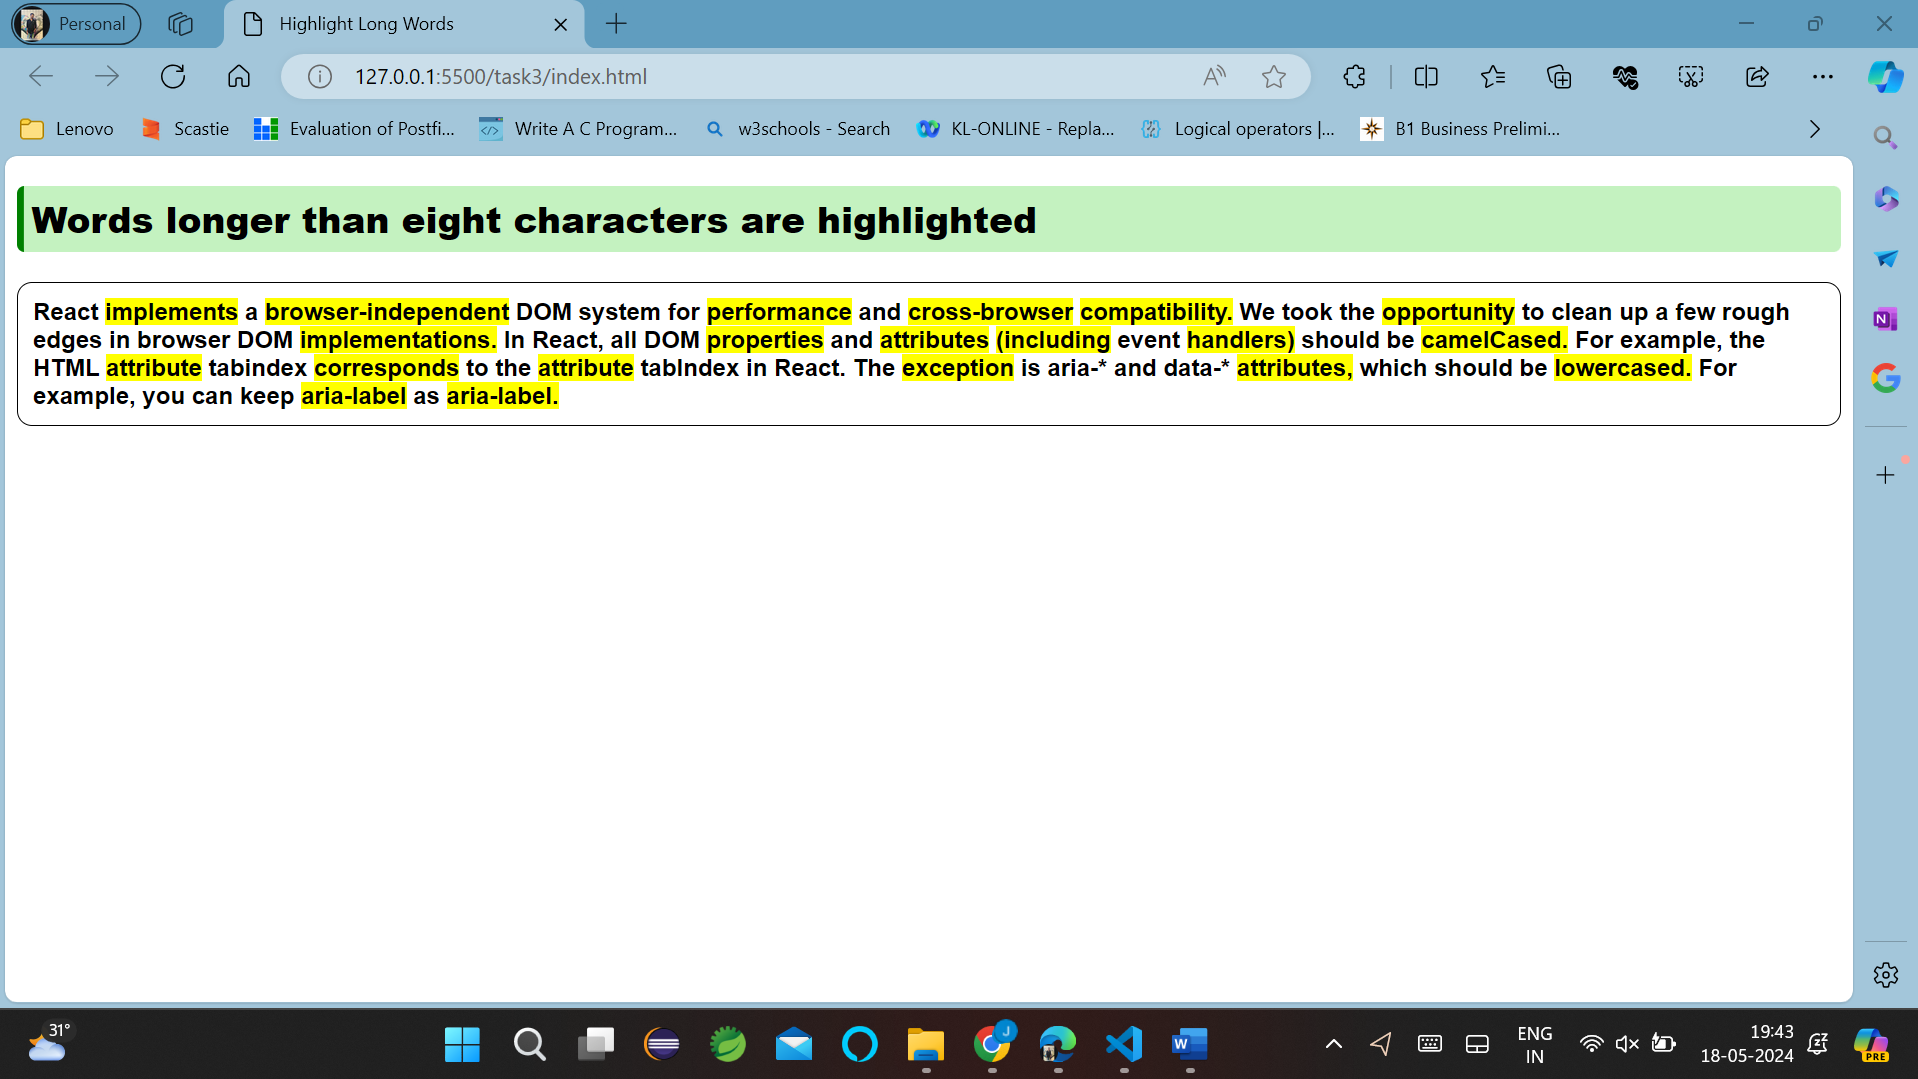 Personal
Highlight Long Words
127.0.0.1:5500/task3/index.html
Lenovo
Scastie
Evaluation of Postfi...
Write A C Program...
w3schools - Search
KL-ONLINE - Repla...
Logical operators |...
B1 Business Prelimi...
Words longer than eight characters are highlighted
React implements a browser-independent DOM system for performance and cross-browser compatibility. We took the opportunity to clean up a few rough
edges in browser DOM implementations. In React, all DOM properties and attributes (including event handlers) should be camelCased. For example, the
HTML attribute tabindex corresponds to the attribute tabIndex in React. The exception is aria-* and data-* attributes, which should be lowercased. For
example, you can keep aria-label as aria-label.
31°
J
W
N
ENG
IN
19:43
18-05-2024
PRE